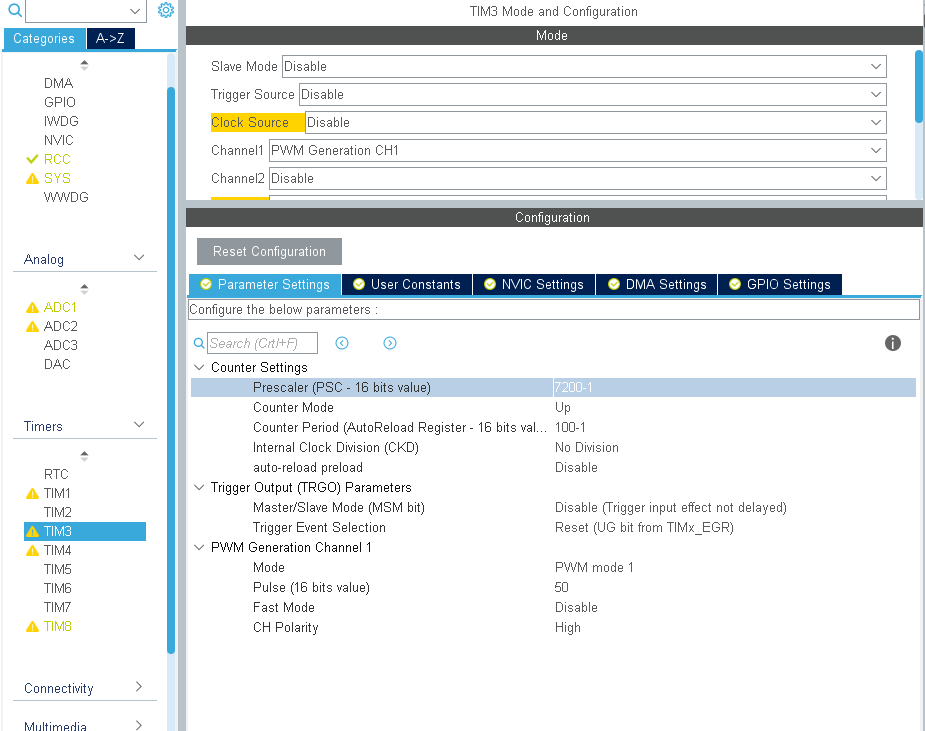 TIM3 Mode and Configuration
Categories A->Z
Mode
DMA
GPIO
IWDG
NVIC
RCC
SYS
WWDG
Analog
ADC1
ADC2
ADC3
DAC
Timers
RTC
TIM1
TIM2
TIM3
TIM4
TIM5
TIM6
TIM7
TIM8
Connectivity
Multimedia
Slave Mode Disable
Trigger Source Disable
Clock Source Disable
Channel1 PWM Generation CH1
Channel2 Disable
Configuration
Reset Configuration
Parameter Settings User Constants NVIC Settings DMA Settings GPIO Settings
Configure the below parameters :
Search (Crtl+F)
Counter Settings
Prescaler (PSC - 16 bits value) 7200-1
Counter Mode Up
Counter Period (AutoReload Register - 16 bits val... 100-1
Internal Clock Division (CKD) No Division
auto-reload preload Disable
Trigger Output (TRGO) Parameters
Master/Slave Mode (MSM bit) Disable (Trigger input effect not delayed)
Trigger Event Selection Reset (UG bit from TIMx_EGR)
PWM Generation Channel 1
Mode PWM mode 1
Pulse (16 bits value) 50
Fast Mode Disable
CH Polarity High